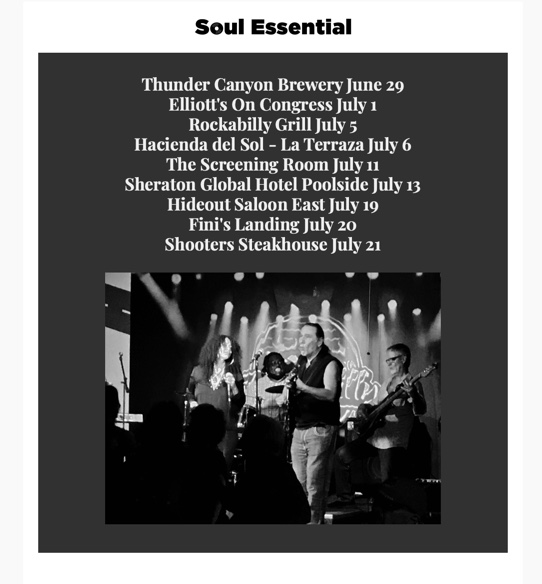 Soul Essential
Thunder Canyon Brewery June 29
Elliott's On Congress July 1
Rockabilly Grill July 5
Hacienda del Sol - La Terraza July 6
The Screening Room July 11
Sheraton Global Hotel Poolside July 13
Hideout Saloon East July 19
Fini's Landing July 20
Shooters Steakhouse July 21